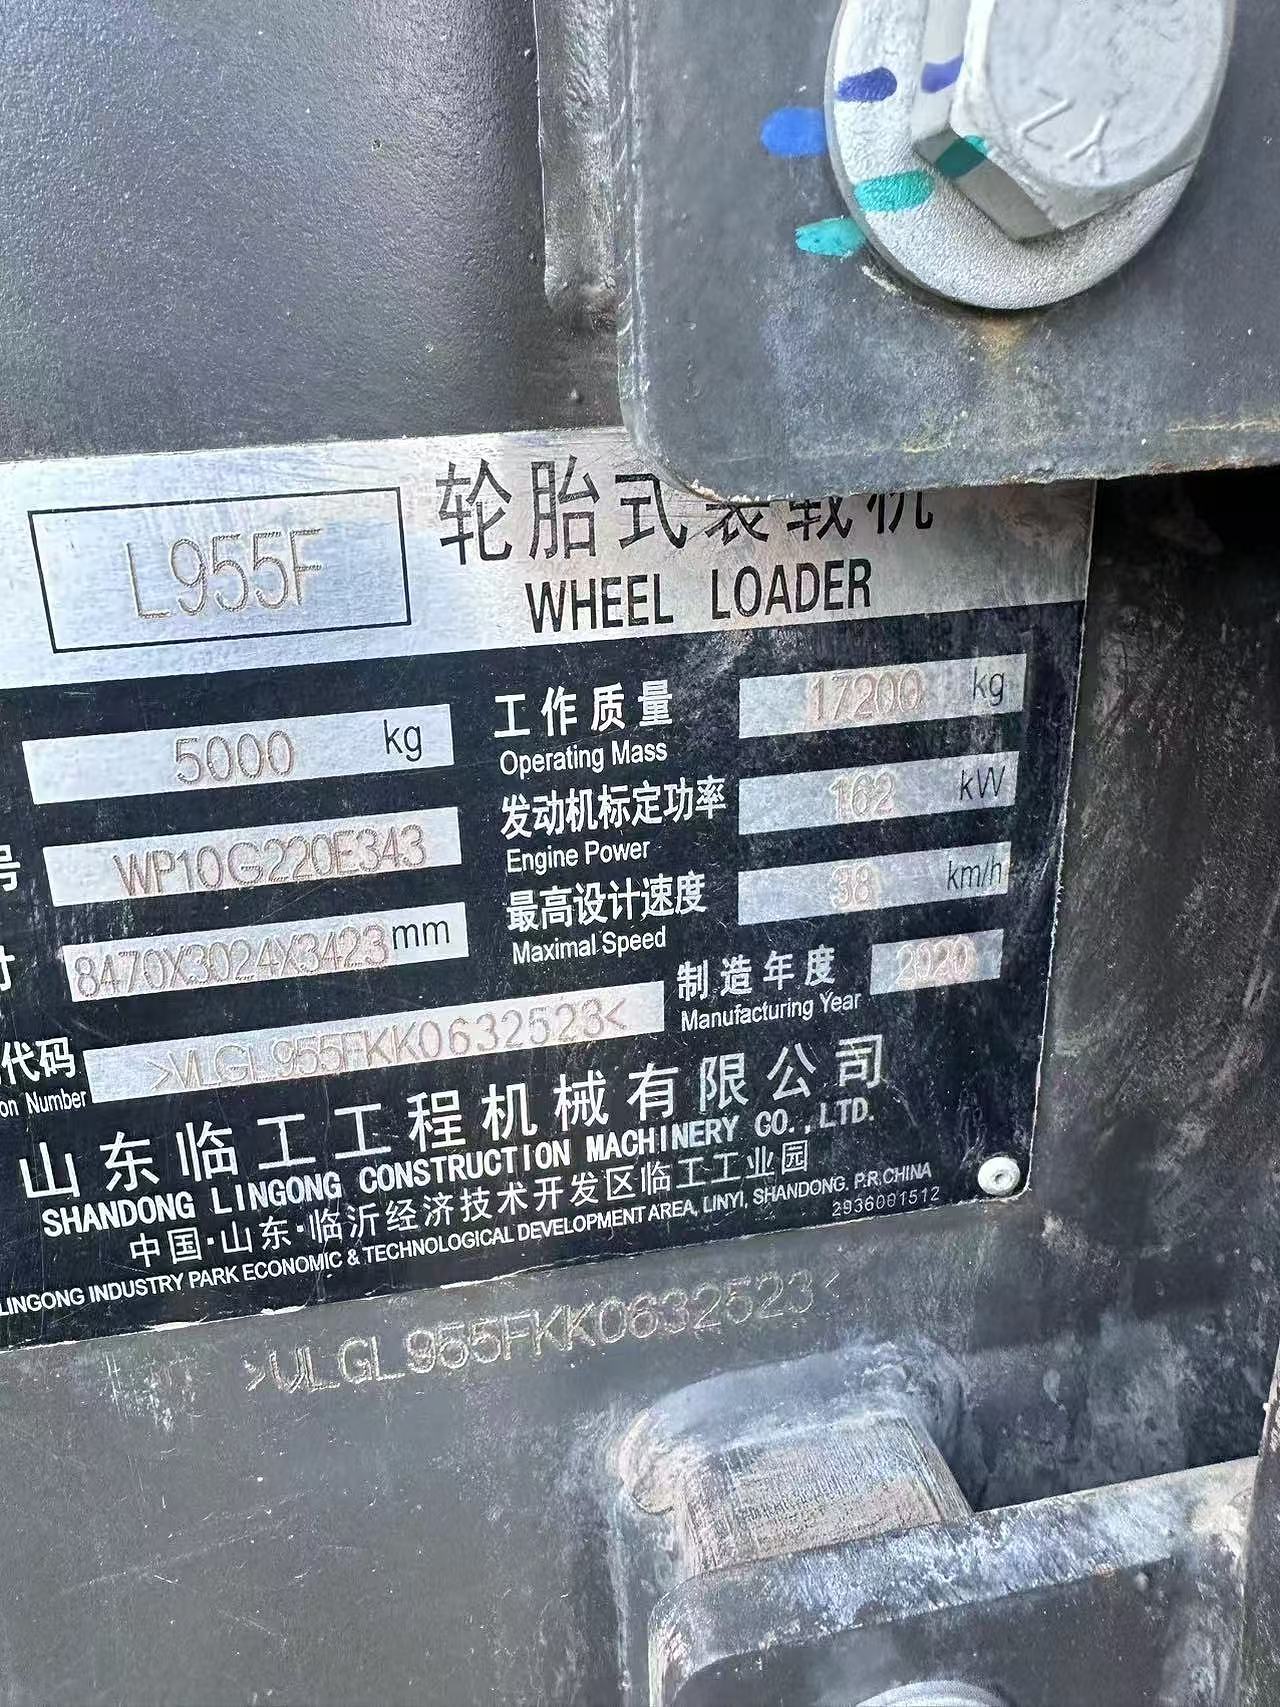 LX
L955F
轮胎式装载机
WHEEL LOADER
5000 kg
工作质量 17200 kg
Operating Mass
号 WP10G220E343
发动机标定功率 162 kW
Engine Power
寸 8470X3024X3423 mm
最高设计速度 38 km/h
Maximal Speed
代码 >VLGL955FKK0632523<
on Number
制造年度 2020
Manufacturing Year
山东临工工程机械有限公司
SHANDONG LINGONG CONSTRUCTION MACHINERY CO.,LTD.
中国·山东·临沂经济技术开发区临工工业园
LINGONG INDUSTRY PARK ECONOMIC & TECHNOLOGICAL DEVELOPMENT AREA, LINYI, SHANDONG. P.R.CHINA
2936001512
>VLGL955FKK0632523<